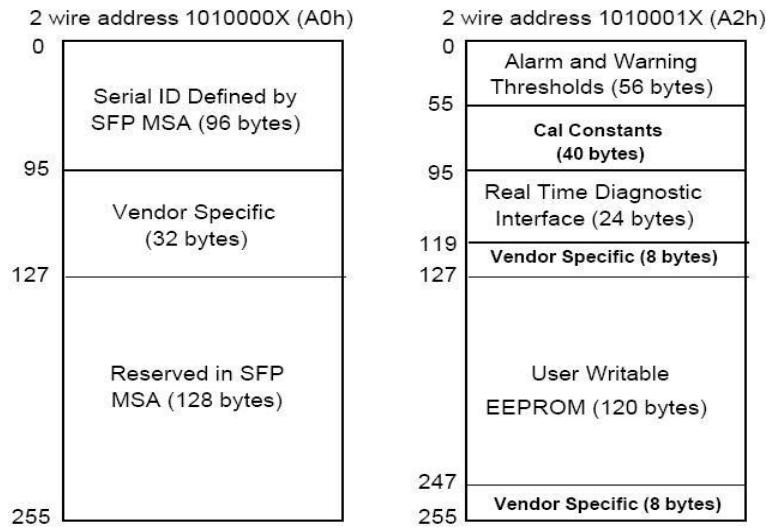 2 wire address 1010000X (A0h)
0
Serial ID Defined by
SFP MSA (96 bytes)
95
Vendor Specific
(32 bytes)
127
Reserved in SFP
MSA (128 bytes)
255
2 wire address 1010001X (A2h)
0
Alarm and Warning
Thresholds (56 bytes)
55
Cal Constants
(40 bytes)
95
Real Time Diagnostic
Interface (24 bytes)
119
Vendor Specific (8 bytes)
127
User Writable
EEPROM (120 bytes)
247
Vendor Specific (8 bytes)
255